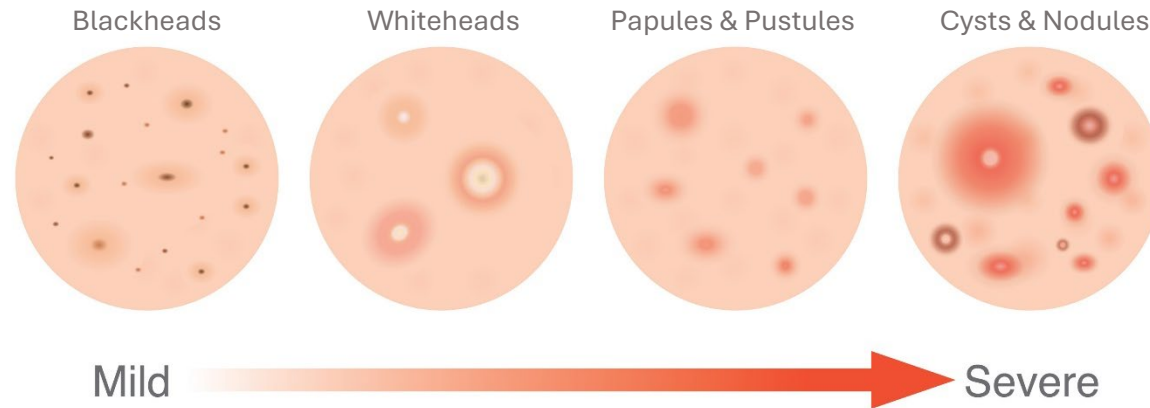 Blackheads
Whiteheads
Papules & Pustules
Cysts & Nodules
Mild
Severe